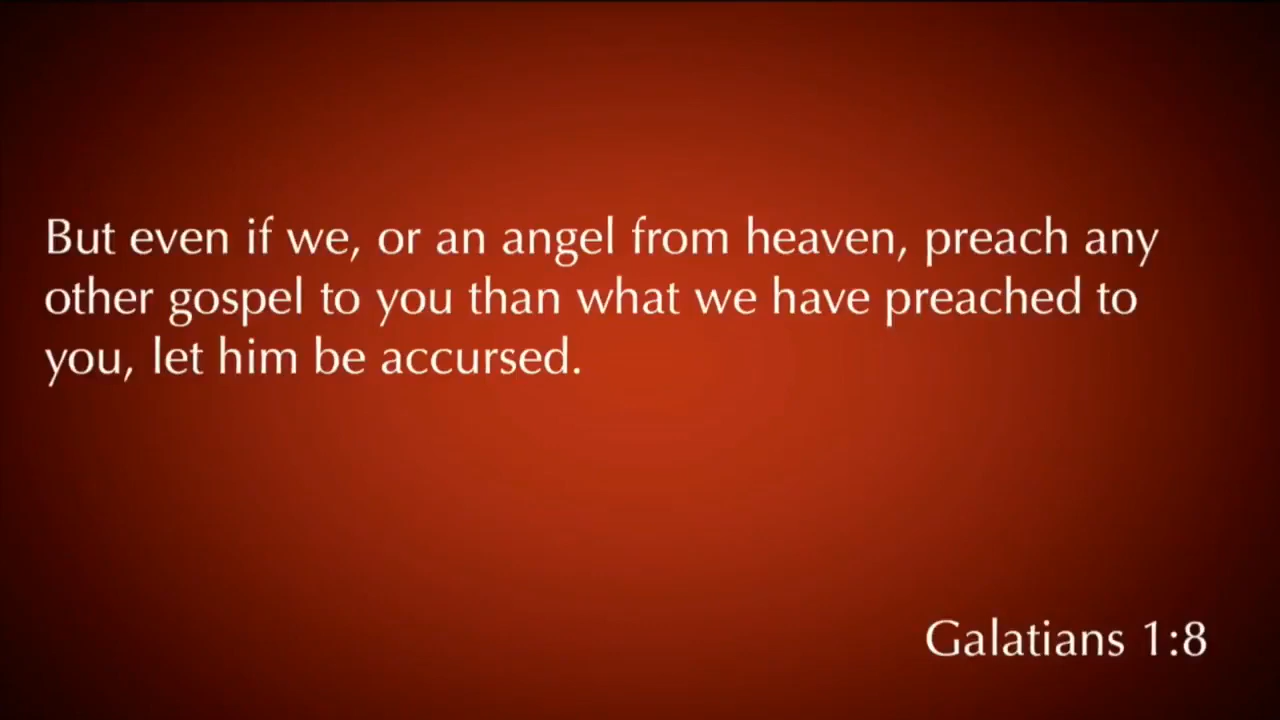 But even if we, or an angel from heaven, preach any
other gospel to you than what we have preached to
you, let him be accursed.
Galatians 1:8